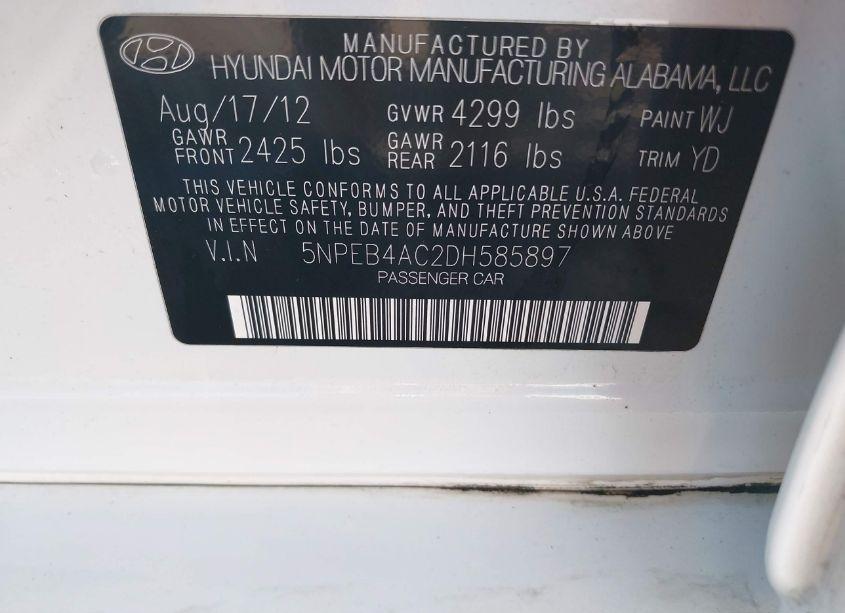 MANUFACTURED BY
HYUNDAI MOTOR MANUFACTURING ALABAMA, LLC
Aug/17/12 GVWR 4299 lbs PAINT WJ
GAWR FRONT 2425 lbs GAWR REAR 2116 lbs TRIM YD
THIS VEHICLE CONFORMS TO ALL APPLICABLE U.S.A. FEDERAL
MOTOR VEHICLE SAFETY, BUMPER, AND THEFT PREVENTION STANDARDS
IN EFFECT ON THE DATE OF MANUFACTURE SHOWN ABOVE
V.I.N 5NPEB4AC2DH585897
PASSENGER CAR